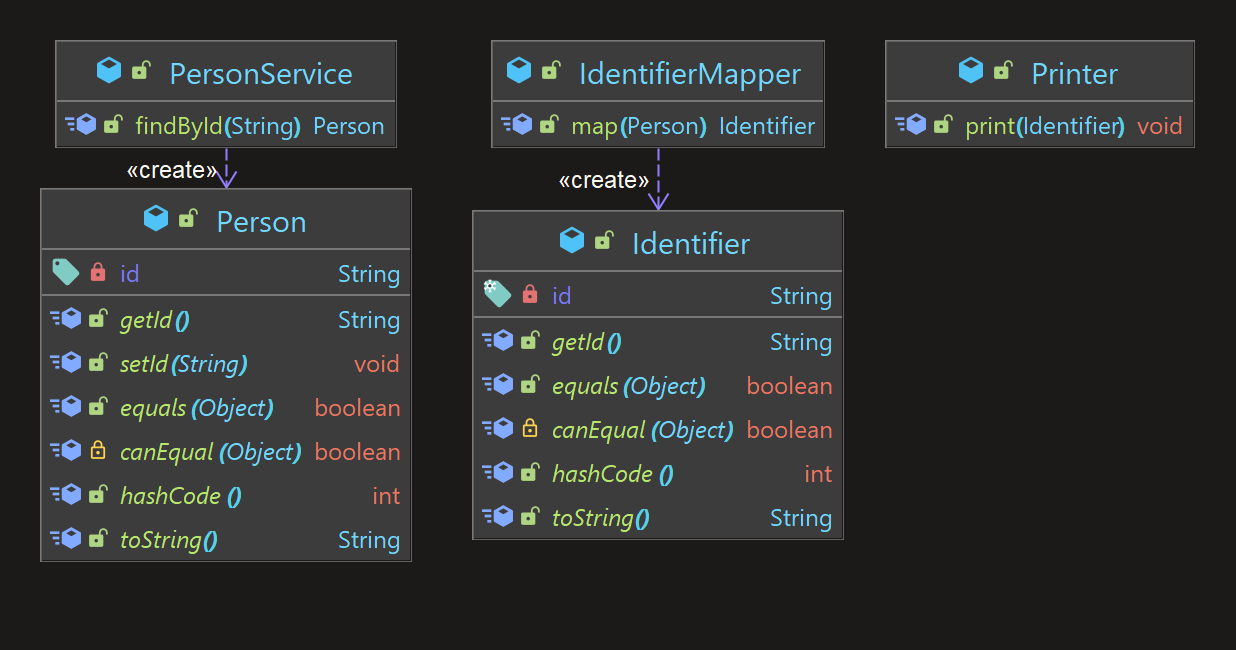 PersonService
findById(String) Person
«create»
Person
id String
getId() String
setId(String) void
equals(Object) boolean
canEqual(Object) boolean
hashCode() int
toString() String
IdentifierMapper
map(Person) Identifier
«create»
Identifier
id String
getId() String
equals(Object) boolean
canEqual(Object) boolean
hashCode() int
toString() String
Printer
print(Identifier) void